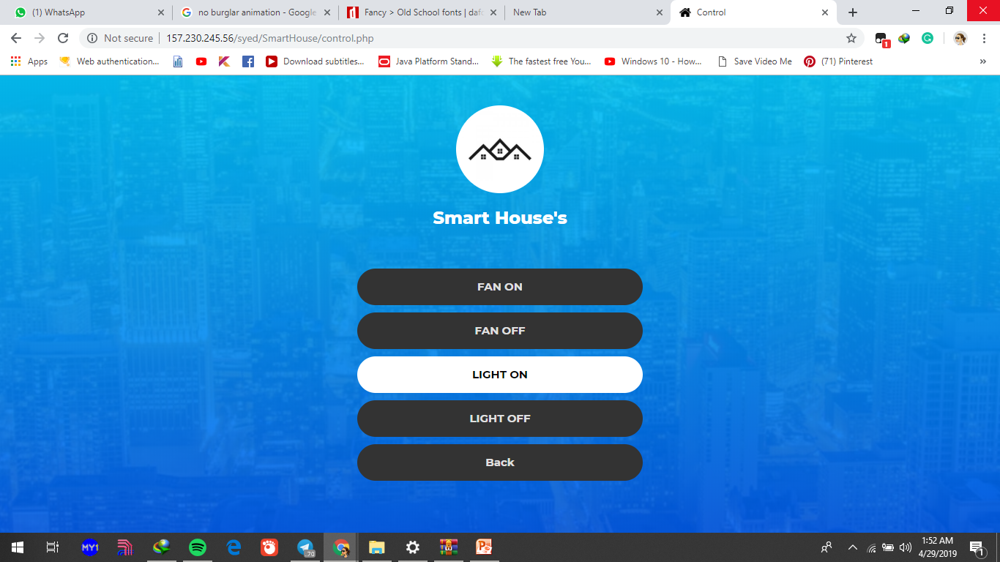 (1) WhatsApp
no burglar animation - Google
Fancy > Old School fonts | dafo
New Tab
Control
Not secure
157.230.245.56/syed/SmartHouse/control.php
1
Apps
Web authentication...
Download subtitles...
Java Platform Stand...
The fastest free You...
Windows 10 - How...
Save Video Me
(71) Pinterest
»
Smart House's
FAN ON
FAN OFF
LIGHT ON
LIGHT OFF
Back
MY1
70
1:52 AM
4/29/2019
1